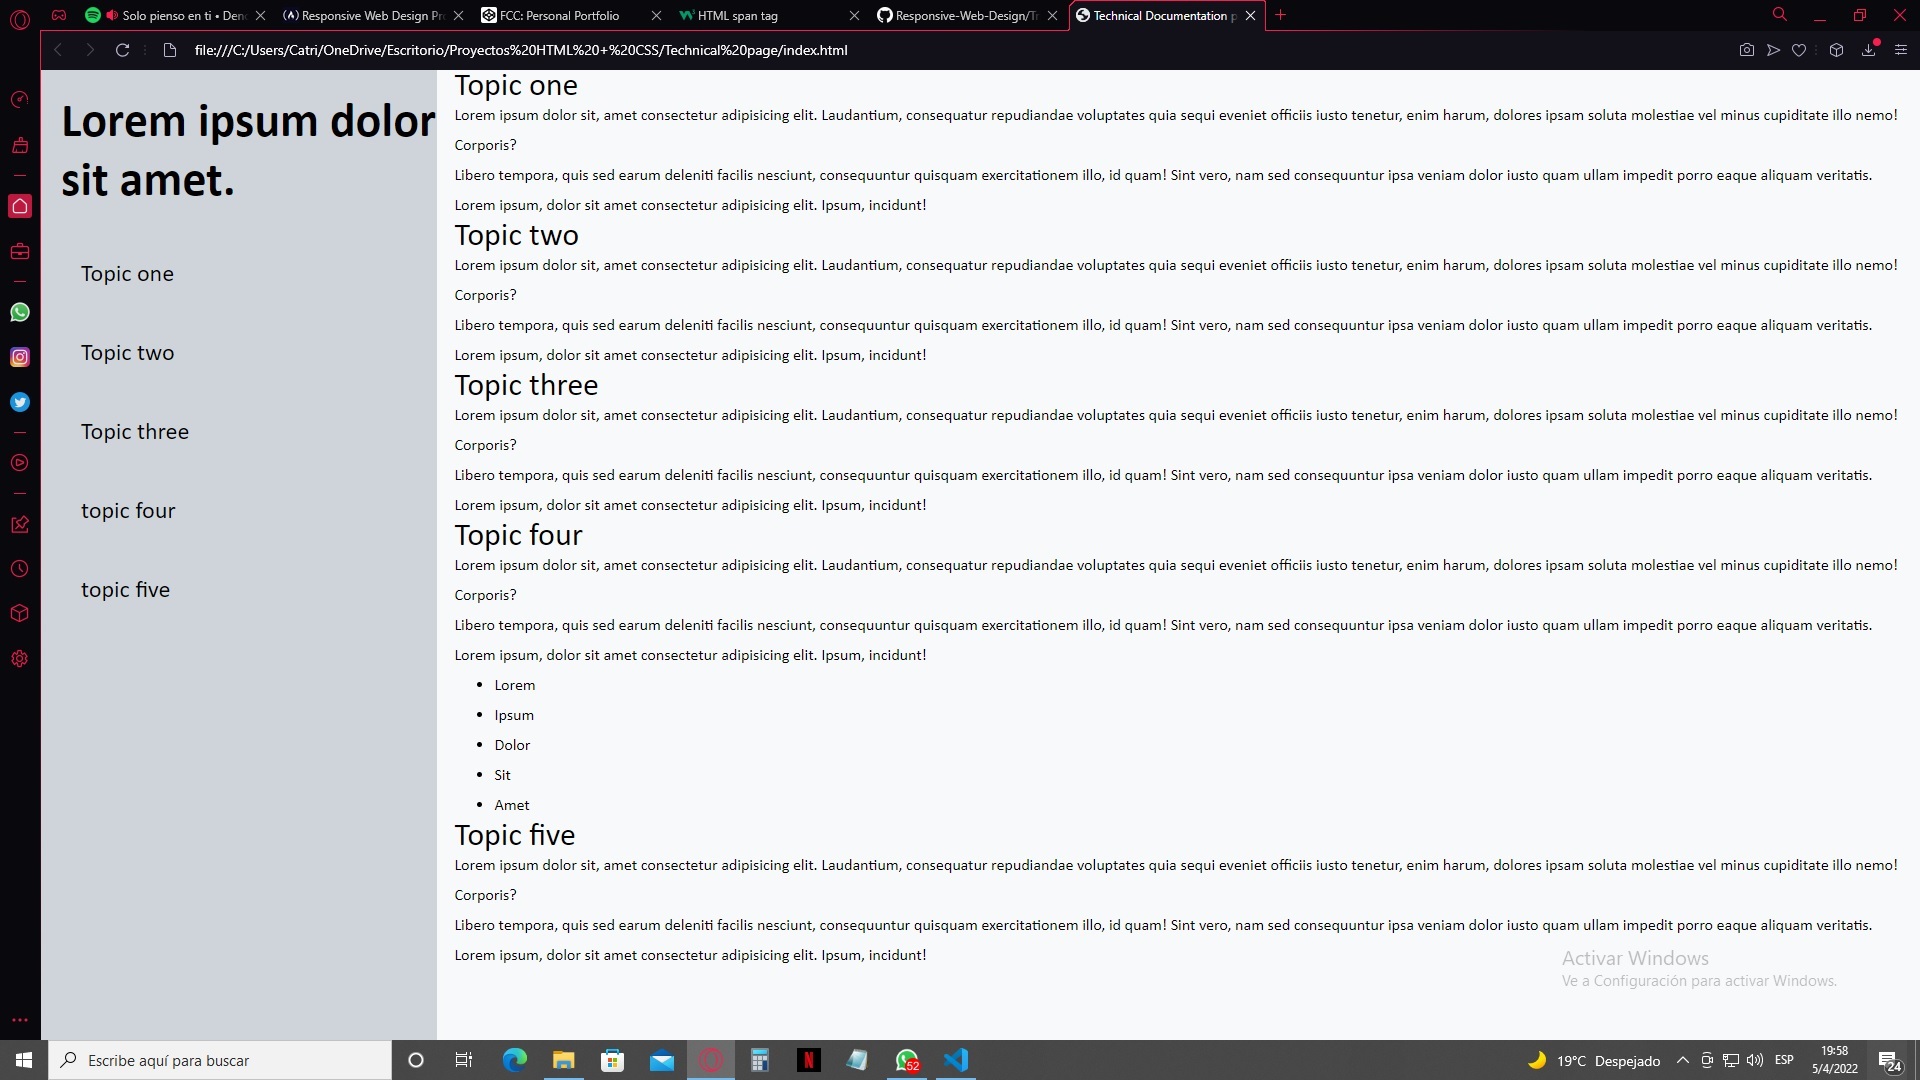 Solo pienso en ti • Den
Responsive Web Design Pr
FCC: Personal Portfolio
HTML span tag
Responsive-Web-Design/T
Technical Documentation p
file:///C:/Users/Catri/OneDrive/Escritorio/Proyectos%20HTML%20+%20CSS/Technical%20page/index.html
Lorem ipsum dolor
sit amet.
Topic one
Topic two
Topic three
topic four
topic five
Topic one
Lorem ipsum dolor sit, amet consectetur adipisicing elit. Laudantium, consequatur repudiandae voluptates quia sequi eveniet officiis iusto tenetur, enim harum, dolores ipsam soluta molestiae vel minus cupiditate illo nemo!
Corporis?
Libero tempora, quis sed earum deleniti facilis nesciunt, consequuntur quisquam exercitationem illo, id quam! Sint vero, nam sed consequuntur ipsa veniam dolor iusto quam ullam impedit porro eaque aliquam veritatis.
Lorem ipsum, dolor sit amet consectetur adipisicing elit. Ipsum, incidunt!
Topic two
Lorem ipsum dolor sit, amet consectetur adipisicing elit. Laudantium, consequatur repudiandae voluptates quia sequi eveniet officiis iusto tenetur, enim harum, dolores ipsam soluta molestiae vel minus cupiditate illo nemo!
Corporis?
Libero tempora, quis sed earum deleniti facilis nesciunt, consequuntur quisquam exercitationem illo, id quam! Sint vero, nam sed consequuntur ipsa veniam dolor iusto quam ullam impedit porro eaque aliquam veritatis.
Lorem ipsum, dolor sit amet consectetur adipisicing elit. Ipsum, incidunt!
Topic three
Lorem ipsum dolor sit, amet consectetur adipisicing elit. Laudantium, consequatur repudiandae voluptates quia sequi eveniet officiis iusto tenetur, enim harum, dolores ipsam soluta molestiae vel minus cupiditate illo nemo!
Corporis?
Libero tempora, quis sed earum deleniti facilis nesciunt, consequuntur quisquam exercitationem illo, id quam! Sint vero, nam sed consequuntur ipsa veniam dolor iusto quam ullam impedit porro eaque aliquam veritatis.
Lorem ipsum, dolor sit amet consectetur adipisicing elit. Ipsum, incidunt!
Topic four
Lorem ipsum dolor sit, amet consectetur adipisicing elit. Laudantium, consequatur repudiandae voluptates quia sequi eveniet officiis iusto tenetur, enim harum, dolores ipsam soluta molestiae vel minus cupiditate illo nemo!
Corporis?
Libero tempora, quis sed earum deleniti facilis nesciunt, consequuntur quisquam exercitationem illo, id quam! Sint vero, nam sed consequuntur ipsa veniam dolor iusto quam ullam impedit porro eaque aliquam veritatis.
Lorem ipsum, dolor sit amet consectetur adipisicing elit. Ipsum, incidunt!
• Lorem
• Ipsum
• Dolor
• Sit
• Amet
Topic five
Lorem ipsum dolor sit, amet consectetur adipisicing elit. Laudantium, consequatur repudiandae voluptates quia sequi eveniet officiis iusto tenetur, enim harum, dolores ipsam soluta molestiae vel minus cupiditate illo nemo!
Corporis?
Libero tempora, quis sed earum deleniti facilis nesciunt, consequuntur quisquam exercitationem illo, id quam! Sint vero, nam sed consequuntur ipsa veniam dolor iusto quam ullam impedit porro eaque aliquam veritatis.
Lorem ipsum, dolor sit amet consectetur adipisicing elit. Ipsum, incidunt!
Activar Windows
Ve a Configuración para activar Windows.
Escribe aquí para buscar
N
52
19°C Despejado
ESP
19:58
5/4/2022
24